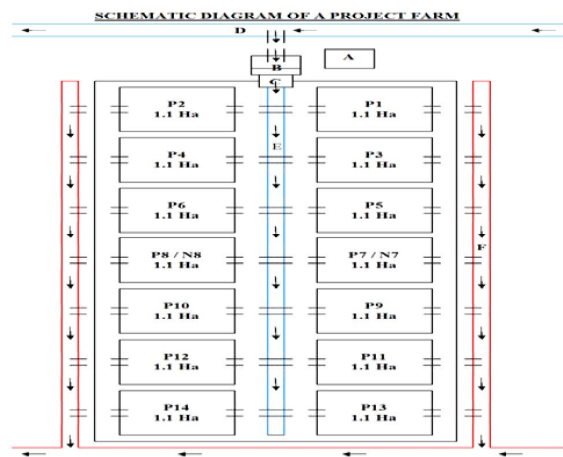 SCHEMATIC DIAGRAM OF A PROJECT FARM
D
A
B
C
P2
1.1 Ha
P1
1.1 Ha
E
P4
1.1 Ha
P3
1.1 Ha
P6
1.1 Ha
P5
1.1 Ha
P8 / N8
1.1 Ha
P7 / N7
1.1 Ha
F
P10
1.1 Ha
P9
1.1 Ha
P12
1.1 Ha
P11
1.1 Ha
P14
1.1 Ha
P13
1.1 Ha